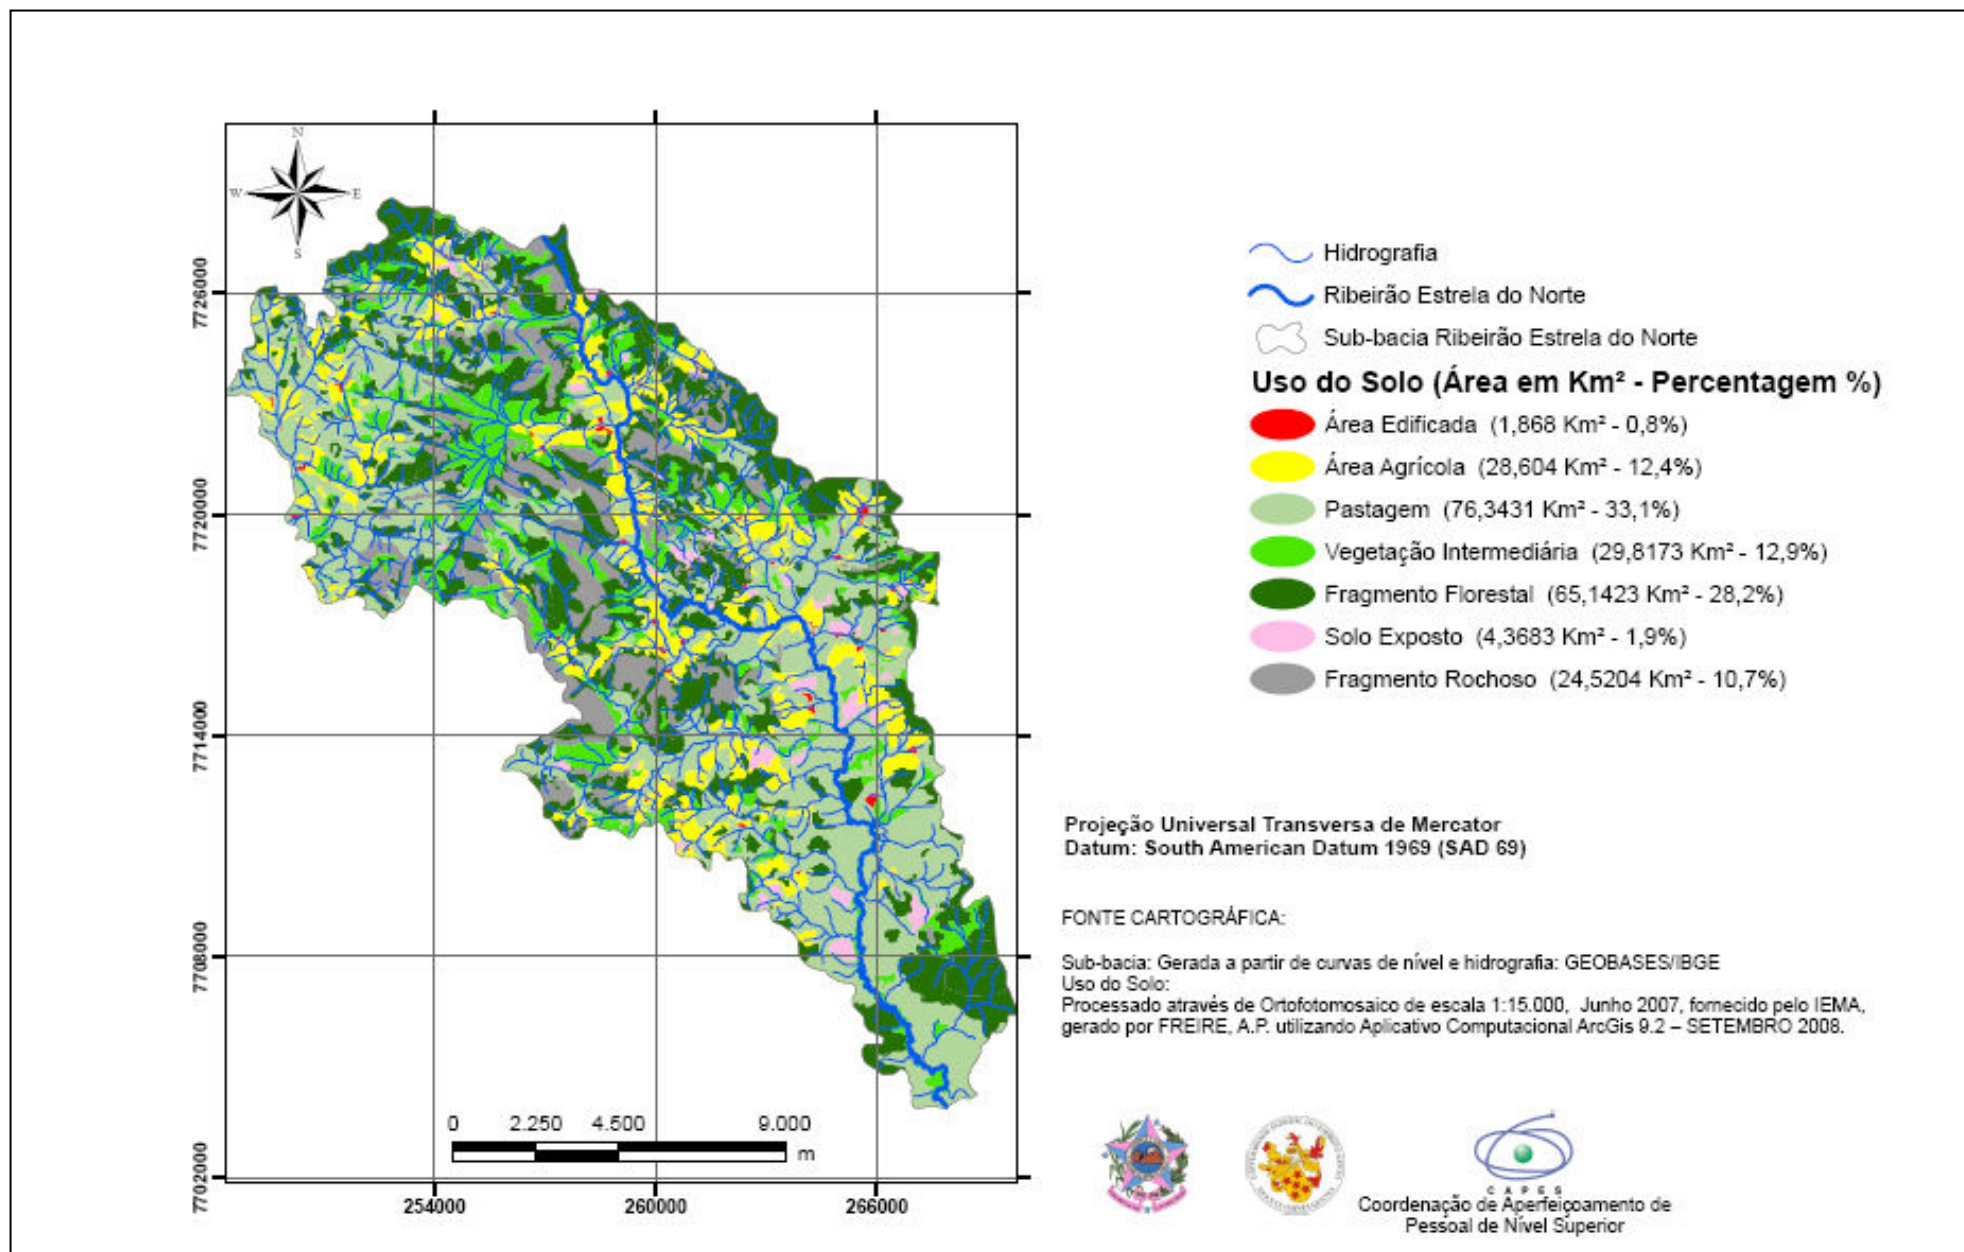 N
W
E
S
7726000
7720000
7714000
7708000
7702000
254000
260000
266000
0 2.250 4.500 9.000
m
Hidrografia
Ribeirão Estrela do Norte
Sub-bacia Ribeirão Estrela do Norte
Uso do Solo (Área em Km² - Percentagem %)
Área Edificada (1,868 Km² - 0,8%)
Área Agrícola (28,604 Km² - 12,4%)
Pastagem (76,3431 Km² - 33,1%)
Vegetação Intermediária (29,8173 Km² - 12,9%)
Fragmento Florestal (65,1423 Km² - 28,2%)
Solo Exposto (4,3683 Km² - 1,9%)
Fragmento Rochoso (24,5204 Km² - 10,7%)
Projeção Universal Transversa de Mercator
Datum: South American Datum 1969 (SAD 69)
FONTE CARTOGRÁFICA:
Sub-bacia: Gerada a partir de curvas de nível e hidrografia: GEOBASES/IBGE
Uso do Solo:
Processado através de Ortofotomosaico de escala 1:15.000, Junho 2007, fornecido pelo IEMA,
gerado por FREIRE, A.P. utilizando Aplicativo Computacional ArcGis 9.2 – SETEMBRO 2008.
CAPES
Coordenação de Aperfeiçoamento de
Pessoal de Nível Superior